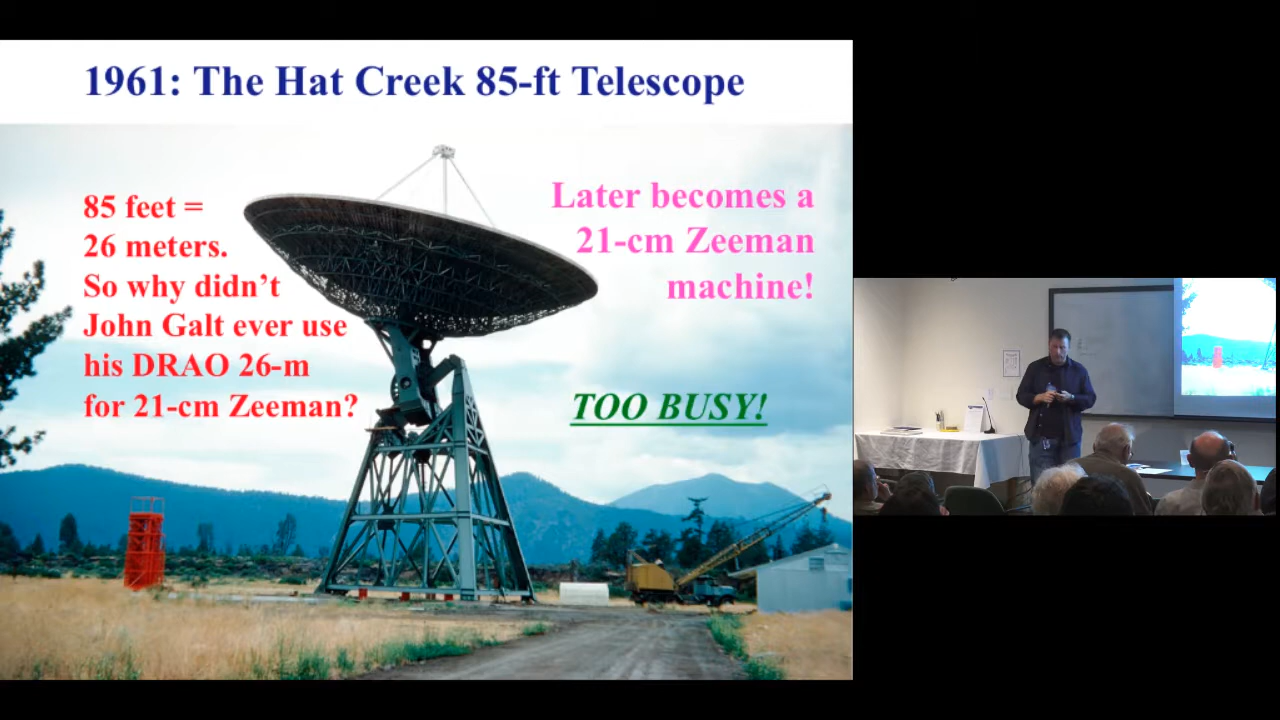 1961: The Hat Creek 85-ft Telescope
85 feet =
26 meters.
So why didn't
John Galt ever use
his DRAO 26-m
for 21-cm Zeeman?
Later becomes a
21-cm Zeeman
machine!
TOO BUSY!